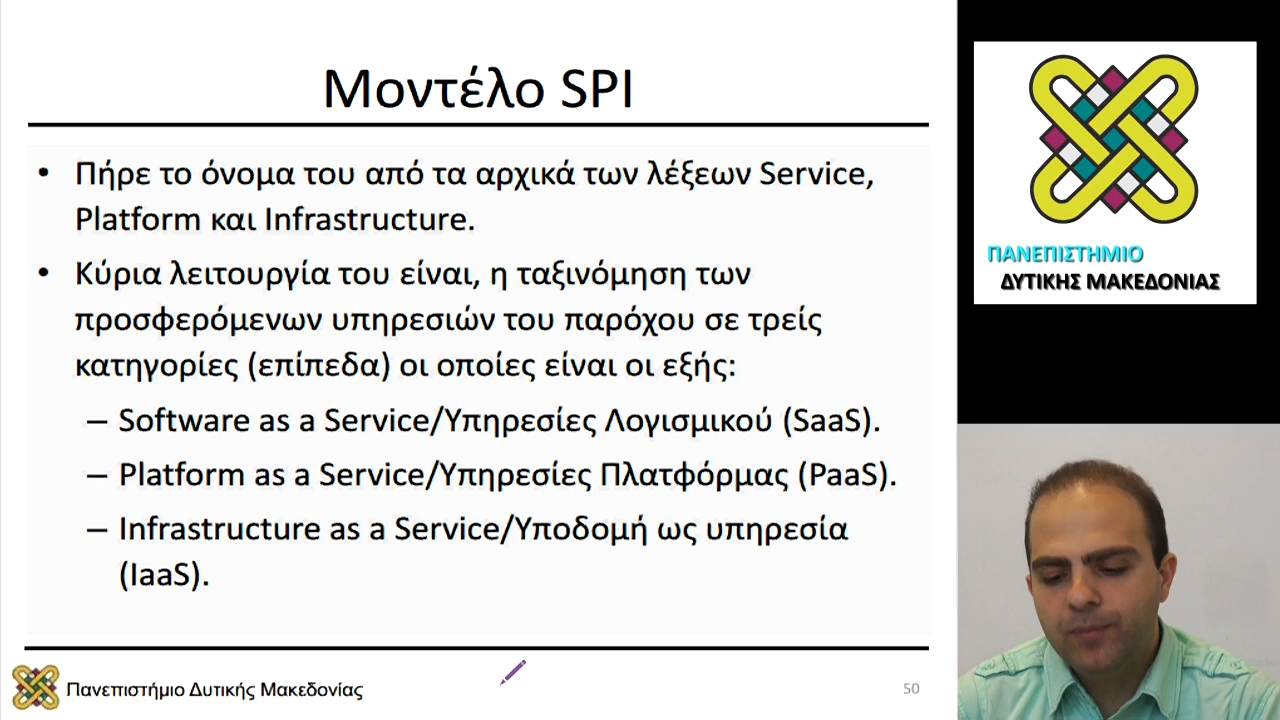 Μοντέλο SPI
• Πήρε το όνομα του από τα αρχικά των λέξεων Service,
Platform και Infrastructure.
• Κύρια λειτουργία του είναι, η ταξινόμηση των
προσφερόμενων υπηρεσιών του παρόχου σε τρείς
κατηγορίες (επίπεδα) οι οποίες είναι οι εξής:
– Software as a Service/Υπηρεσίες Λογισμικού (SaaS).
– Platform as a Service/Υπηρεσίες Πλατφόρμας (PaaS).
– Infrastructure as a Service/Υποδομή ως υπηρεσία
(IaaS).
Πανεπιστήμιο Δυτικής Μακεδονίας
50
ΠΑΝΕΠΙΣΤΗΜΙΟ
ΔΥΤΙΚΗΣ ΜΑΚΕΔΟΝΙΑΣ